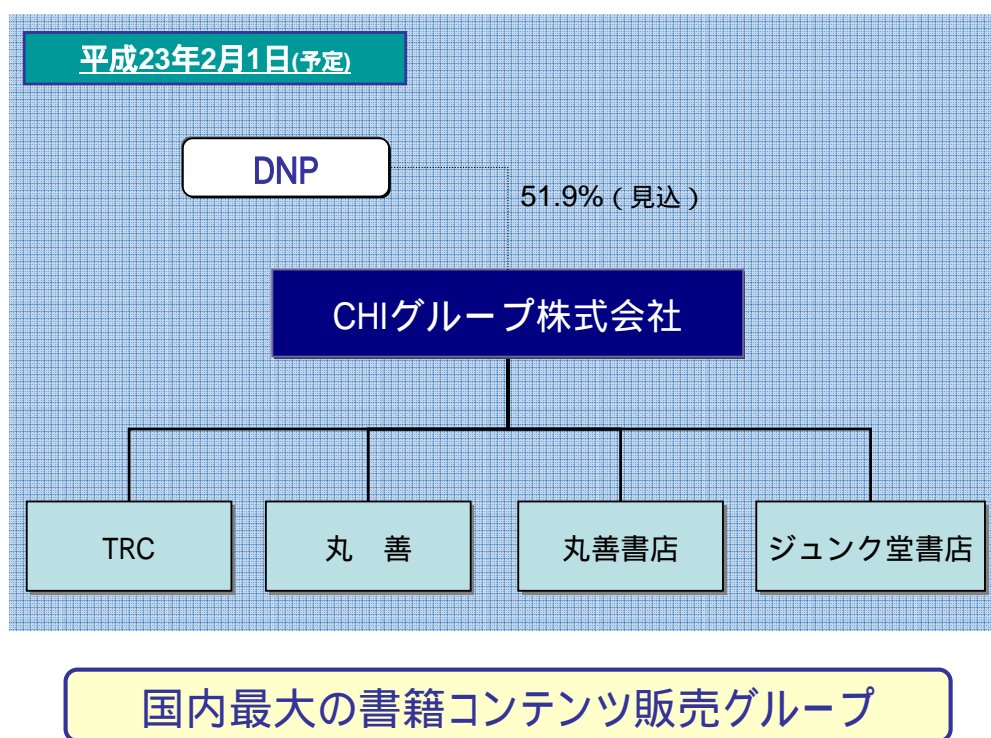 平成23年2月1日(予定)
DNP
51.9%(見込)
CHIグループ株式会社
TRC
丸　善
丸善書店
ジュンク堂書店
国内最大の書籍コンテンツ販売グループ